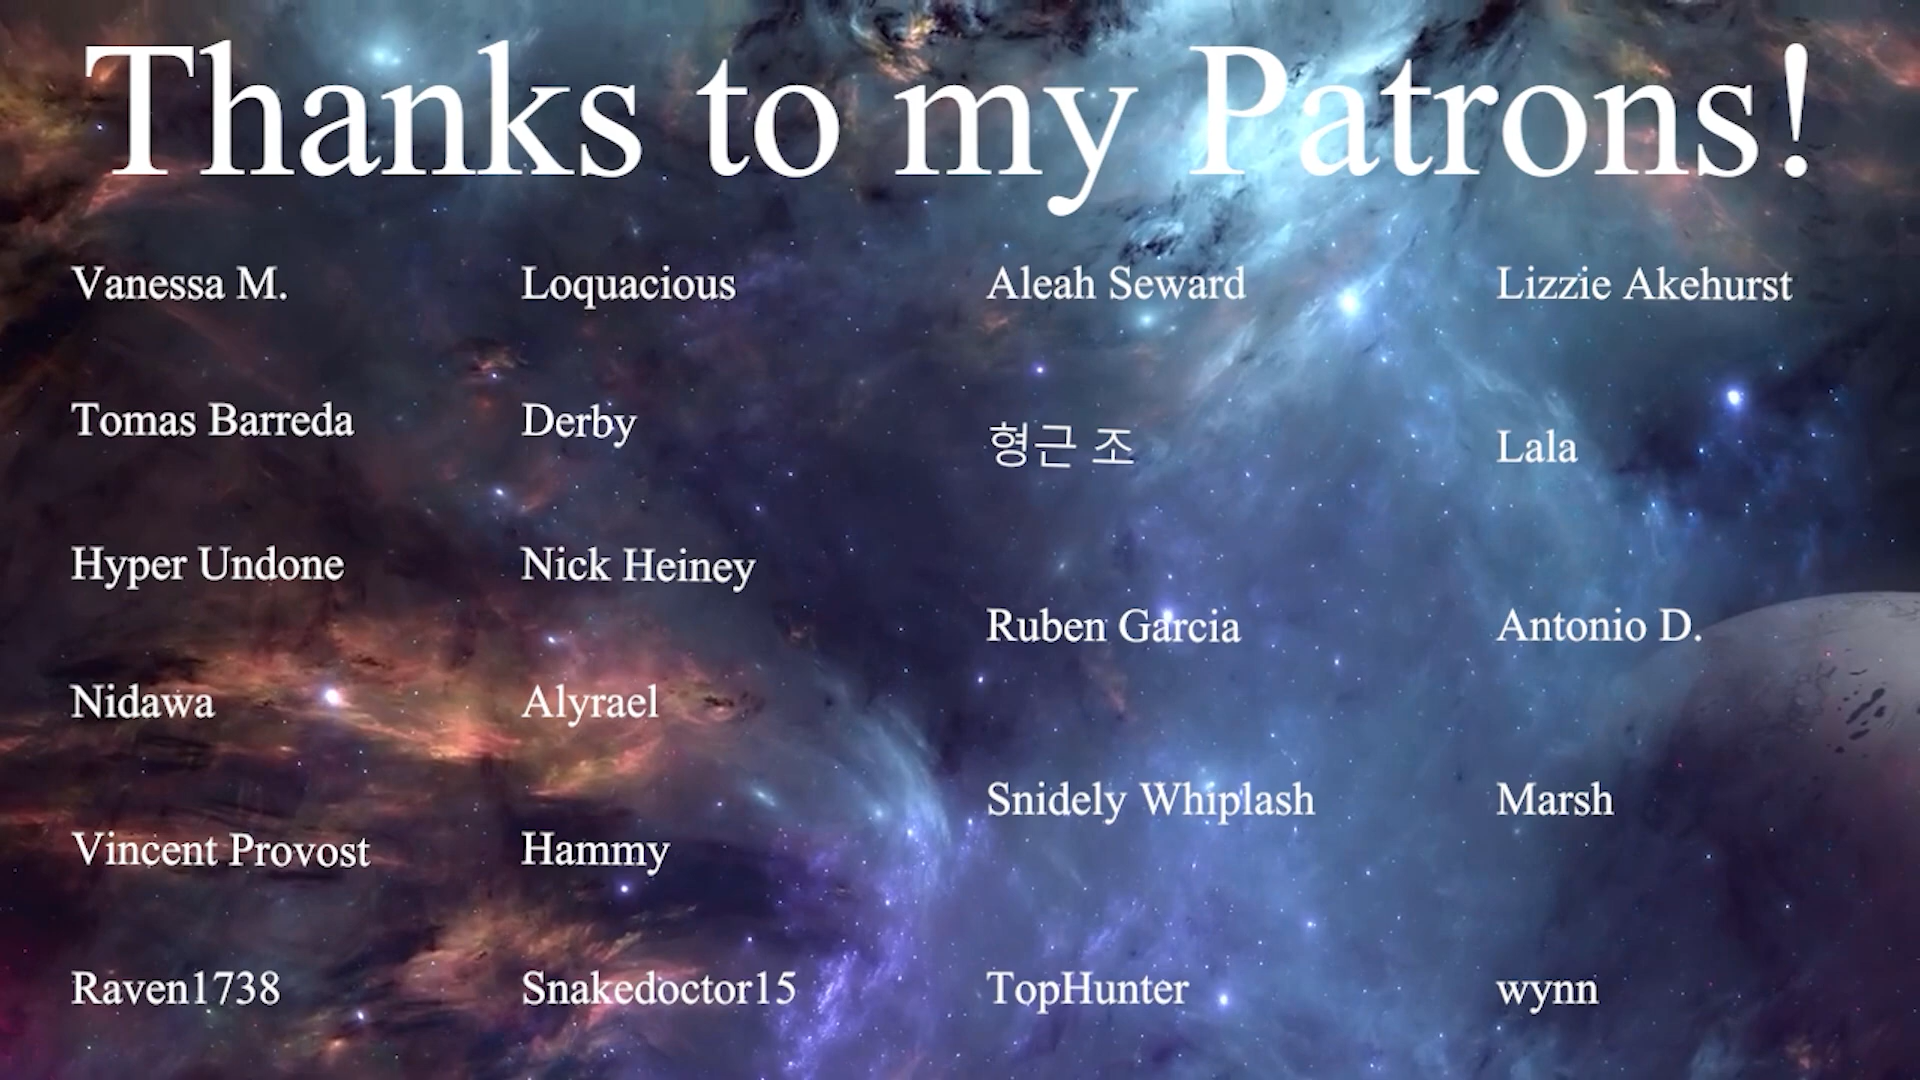 Thanks to my Patrons!
Vanessa M.
Loquacious
Aleah Seward
Lizzie Akehurst
Tomas Barreda
Derby
형근 조
Lala
Hyper Undone
Nick Heiney
Ruben Garcia
Antonio D.
Nidawa
Alyrael
Snidely Whiplash
Marsh
Vincent Provost
Hammy
Raven1738
Snakedoctor15
TopHunter
wynn